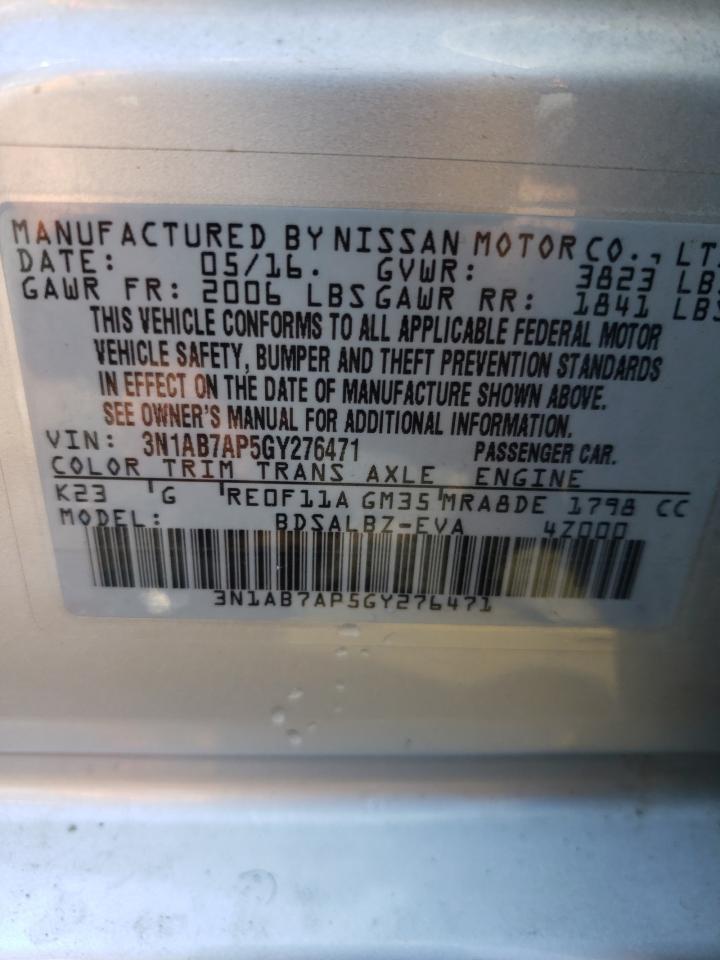 MANUFACTURED BY NISSAN MOTOR CO., LT
DATE: 05/16. GVWR: 3823 LB
GAWR FR: 2006 LBS GAWR RR: 1841 LBS
THIS VEHICLE CONFORMS TO ALL APPLICABLE FEDERAL MOTOR
VEHICLE SAFETY, BUMPER AND THEFT PREVENTION STANDARDS
IN EFFECT ON THE DATE OF MANUFACTURE SHOWN ABOVE.
SEE OWNER'S MANUAL FOR ADDITIONAL INFORMATION.
VIN: 3N1AB7AP5GY276471 PASSENGER CAR.
COLOR TRIM TRANS AXLE ENGINE
K23 'G 'RE0F11A GM35 'MRA8DE 1798 CC
MODEL: BDSALBZ-EVA 4Z000
3N1AB7AP5GY276471